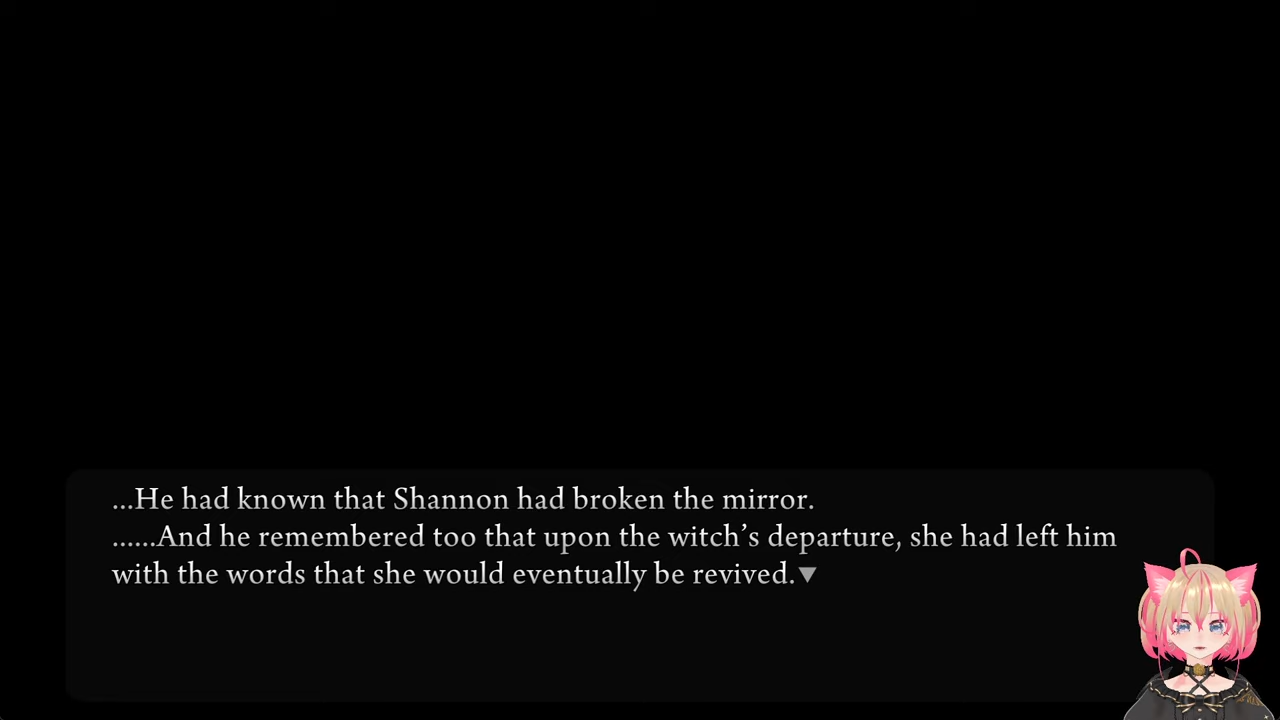 ...He had known that Shannon had broken the mirror.
......And he remembered too that upon the witch’s departure, she had left him
with the words that she would eventually be revived.